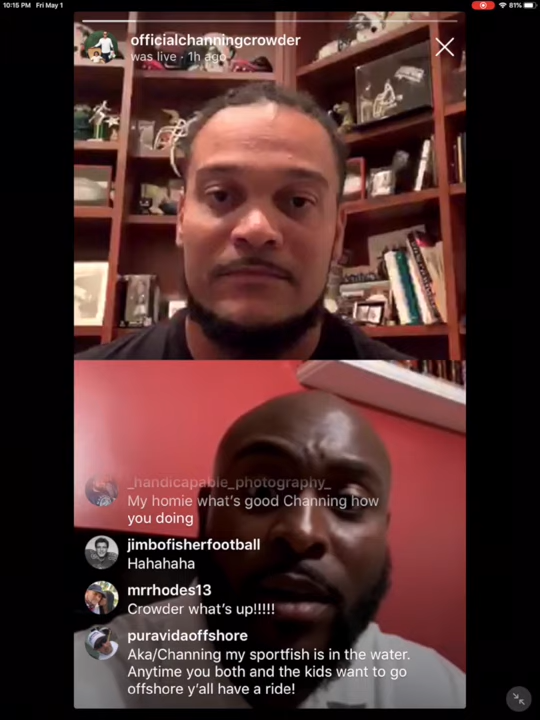 10:15 PM Fri May 1
81%
officialchanningcrowder
was live · 1h ago
_handicapable_photography_
My homie what's good Channing how
you doing
jimbofisherfootball
Hahahaha
mrrhodes13
Crowder what's up!!!!!
puravidaoffshore
Aka/Channing my sportfish is in the water.
Anytime you both and the kids want to go
offshore y'all have a ride!